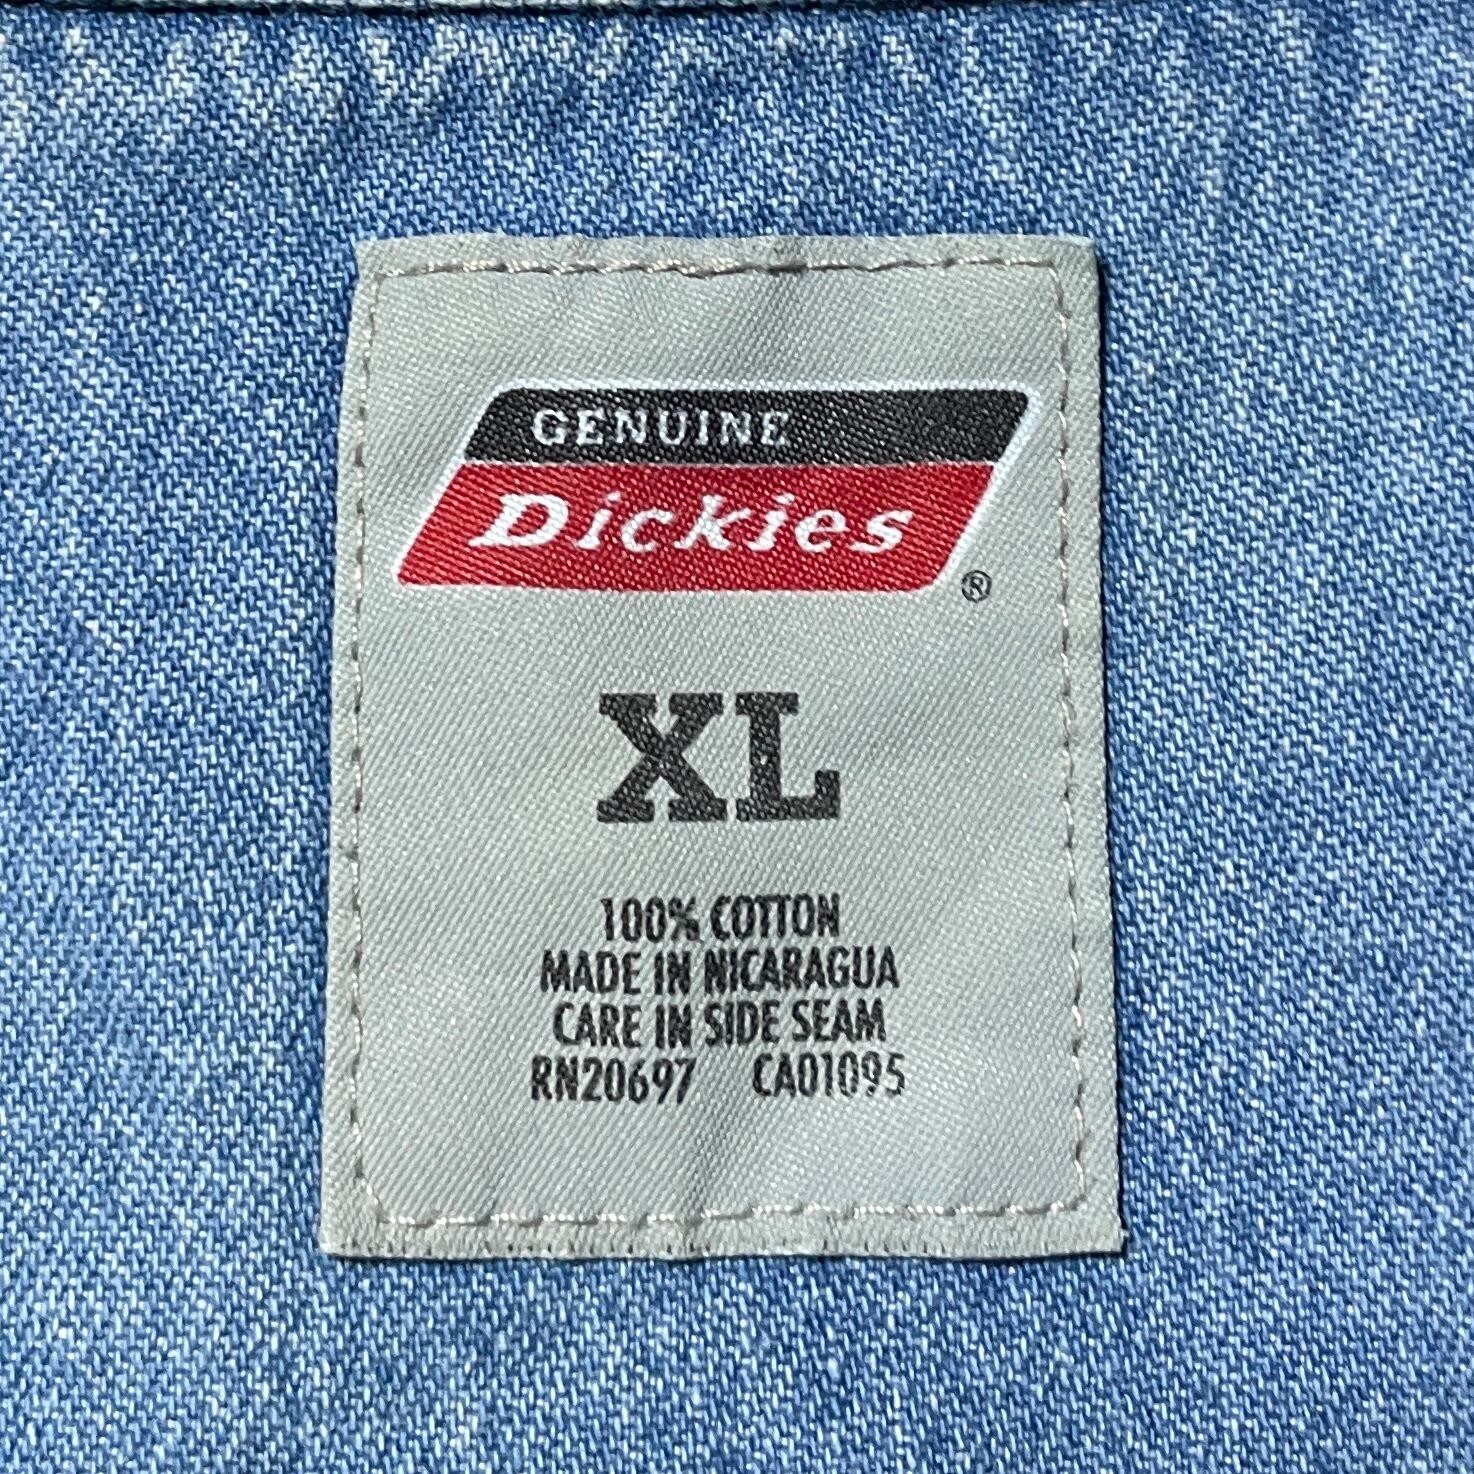 GENUINE
Dickies
®
XL
100% COTTON
MADE IN NICARAGUA
CARE IN SIDE SEAM
RN20697 CA01095